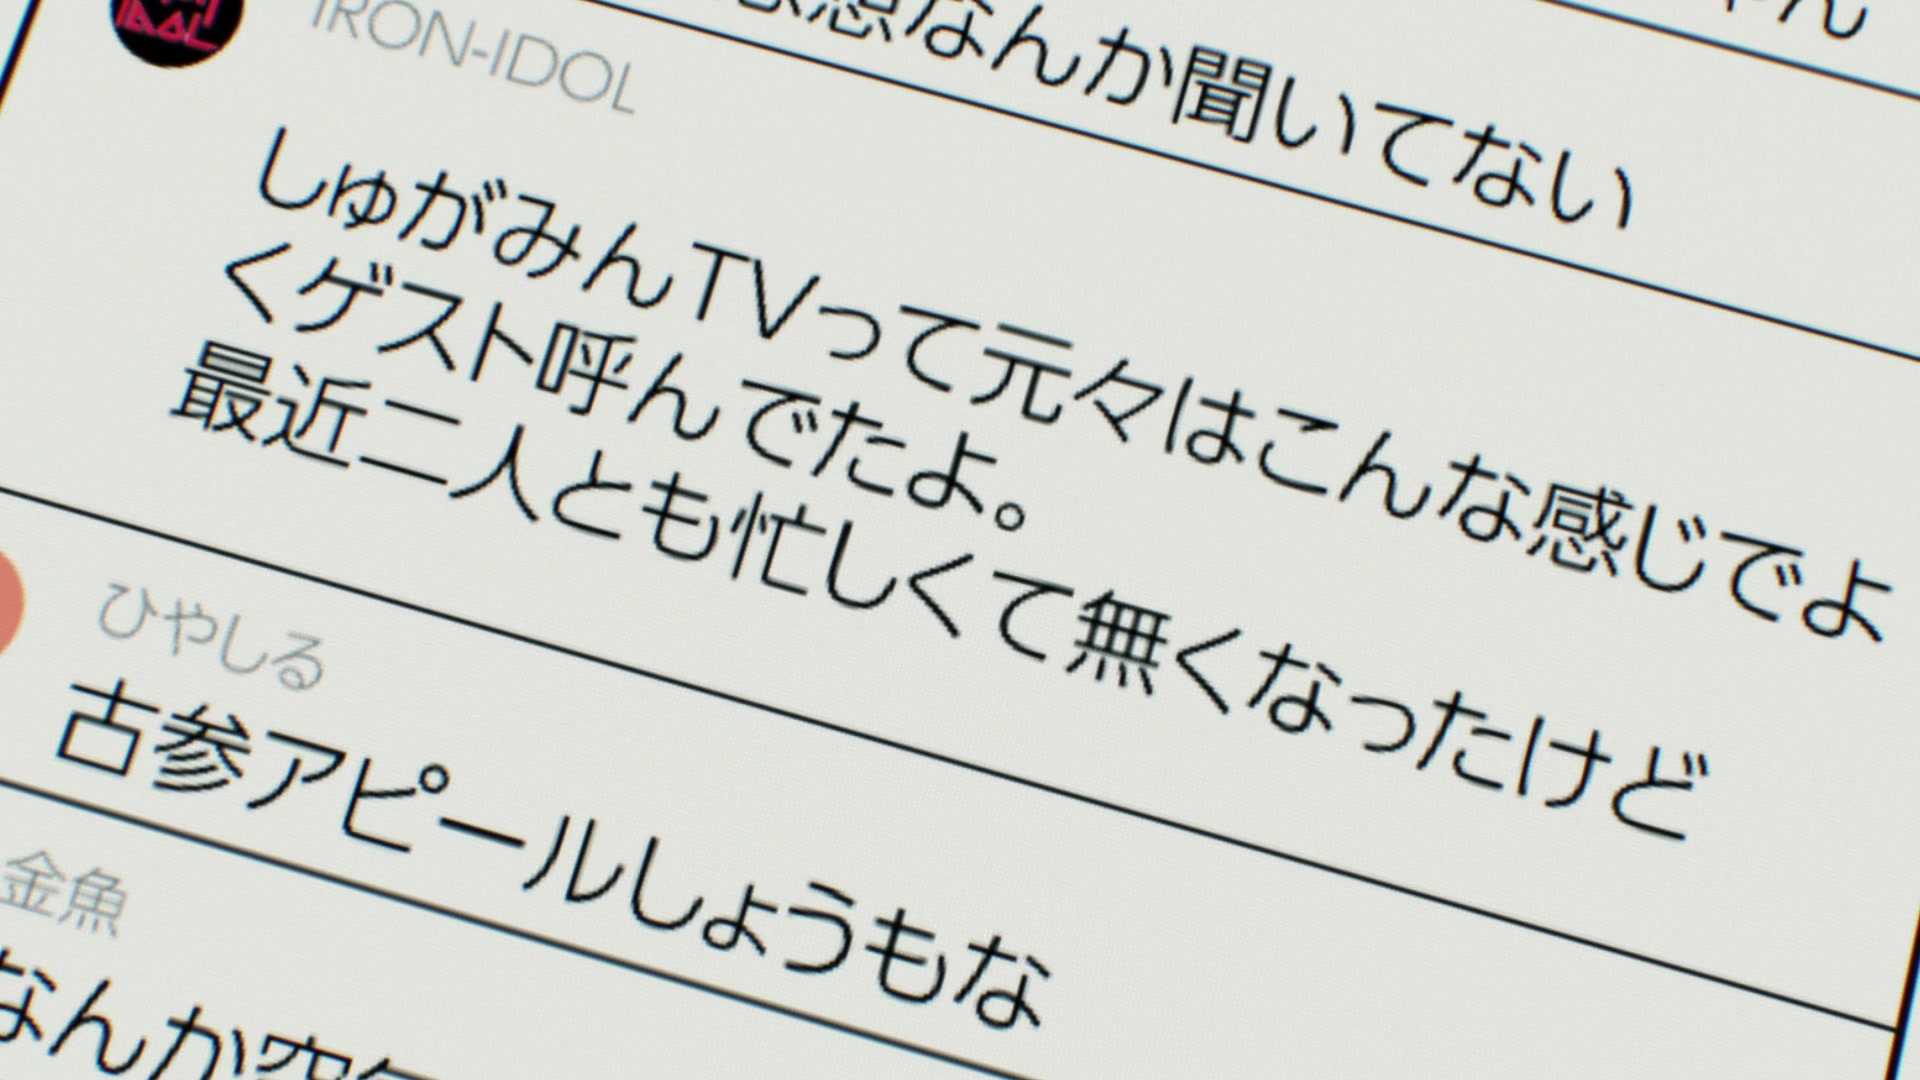 想なんか聞いてない
IDOL
IRON-IDOL
しゅがみんTVって元々はこんな感じでよ
くゲスト呼んでたよ。
最近二人とも忙しくて無くなったけど
ひやしる
古参アピールしょうもな
金魚
なんか空気